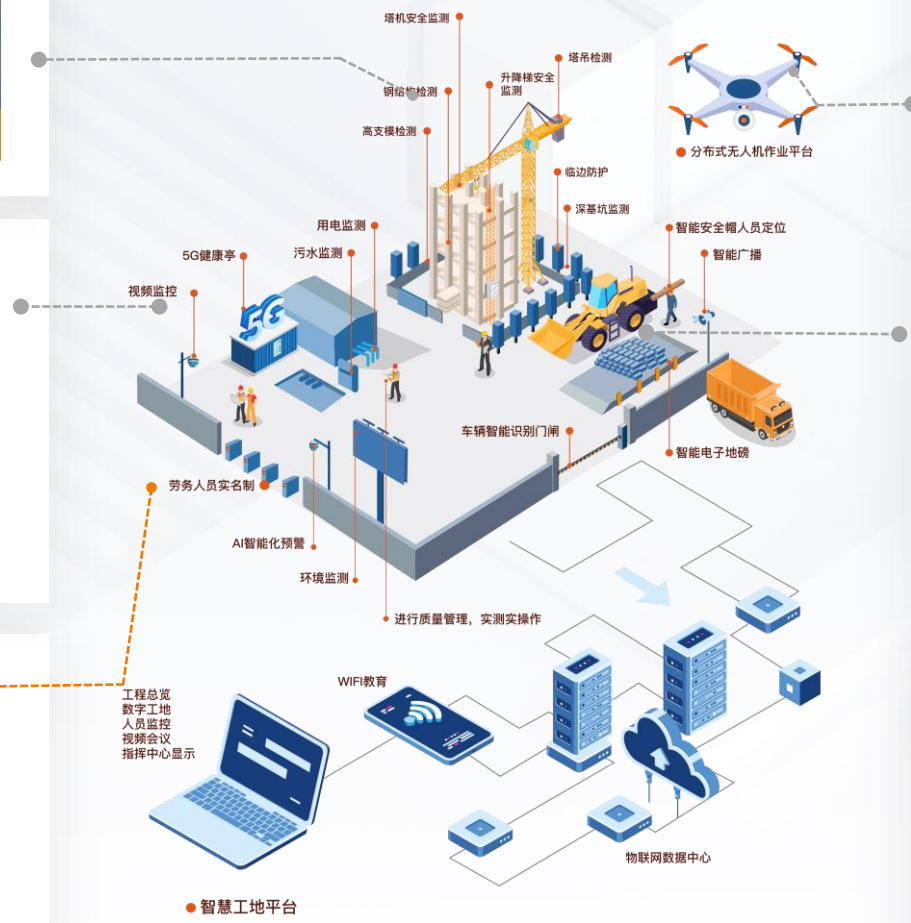 塔机安全监测
塔吊检测
升降梯安全
监测
钢结构检测
高支模检测
分布式无人机作业平台
临边防护
深基坑监测
用电监测
智能安全帽人员定位
污水监测
5G健康亭
智能广播
视频监控
5G
车辆智能识别门闸
智能电子地磅
劳务人员实名制
AI智能化预警
环境监测
进行质量管理，实测实操作
WIFI教育
工程总览
数字工地
人员监控
视频会议
指挥中心显示
物联网数据中心
智慧工地平台